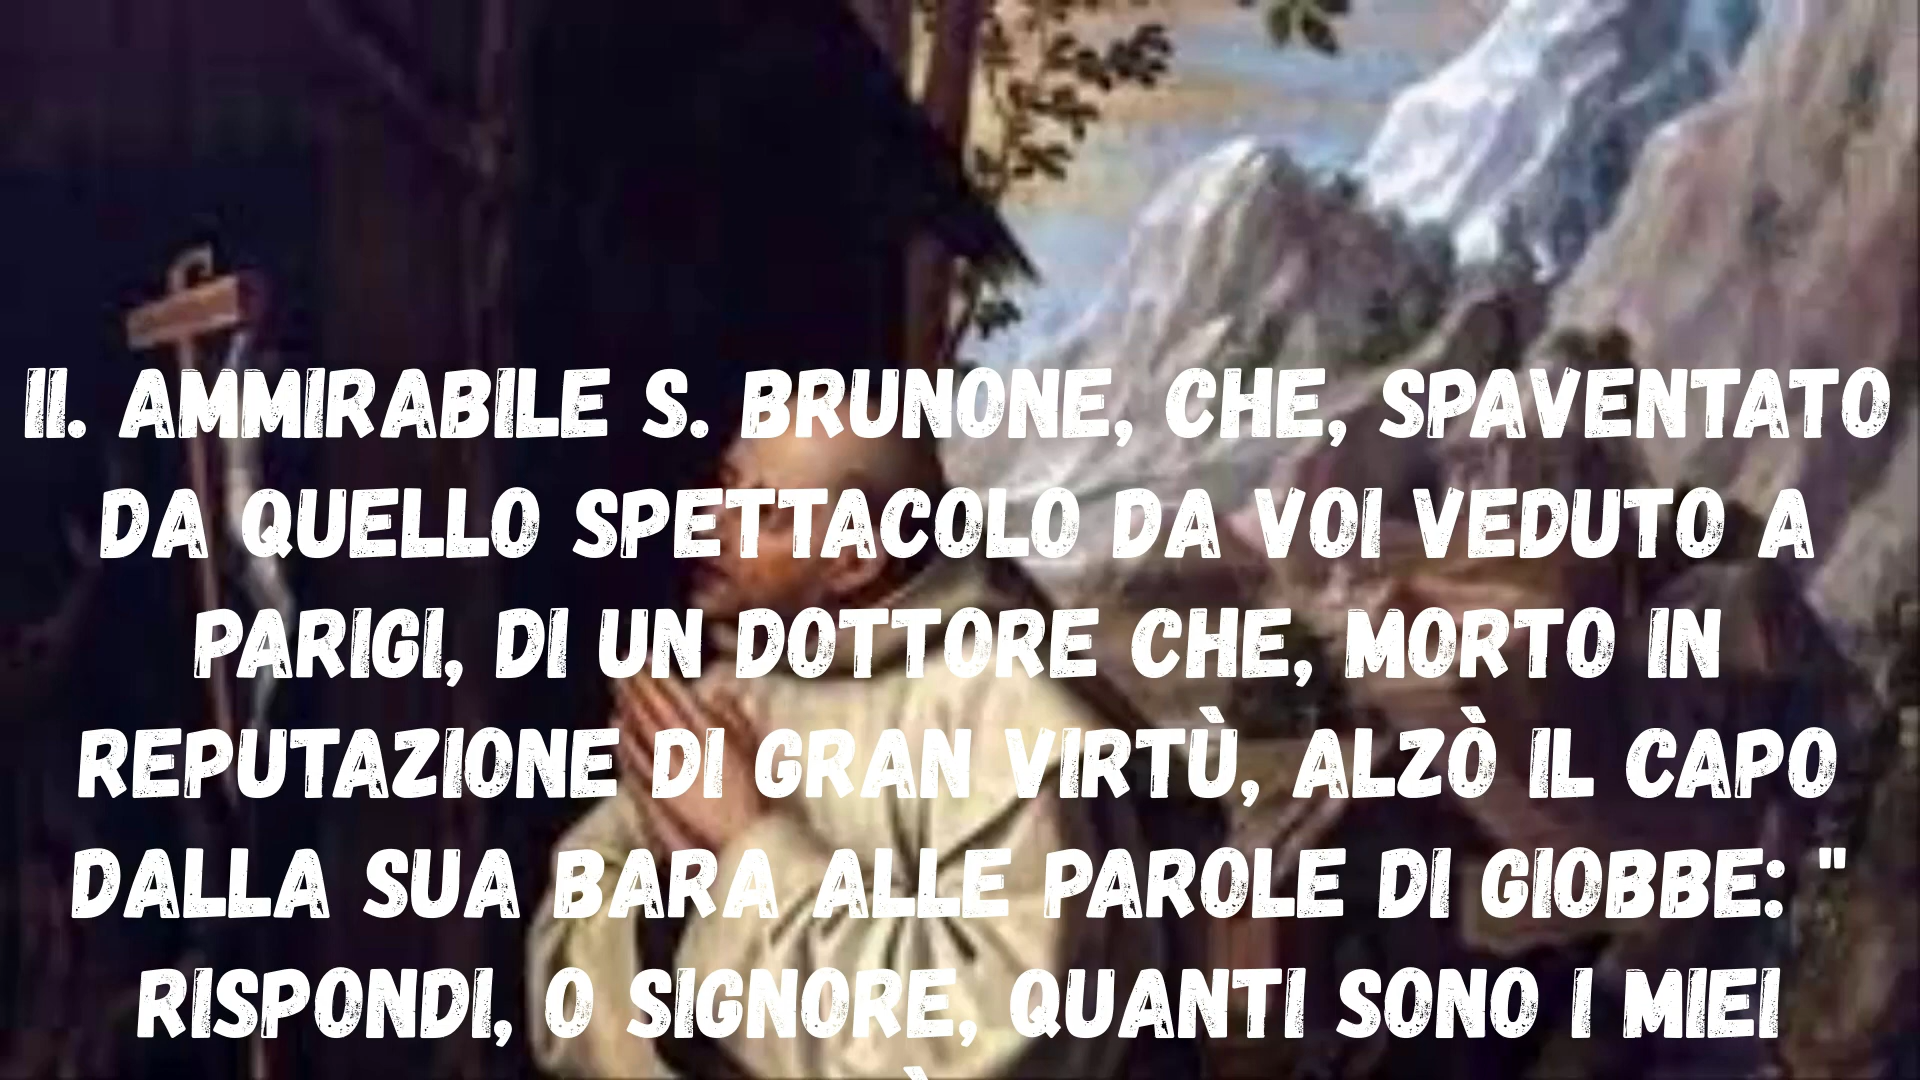 II. AMMIRABILE S. BRUNONE, CHE, SPAVENTATO
DA QUELLO SPETTACOLO DA VOI VEDUTO A
PARIGI, DI UN DOTTORE CHE, MORTO IN
REPUTAZIONE DI GRAN VIRTÙ, ALZÒ IL CAPO
DALLA SUA BARA ALLE PAROLE DI GIOBBE: "
RISPONDI, O SIGNORE, QUANTI SONO I MIEI